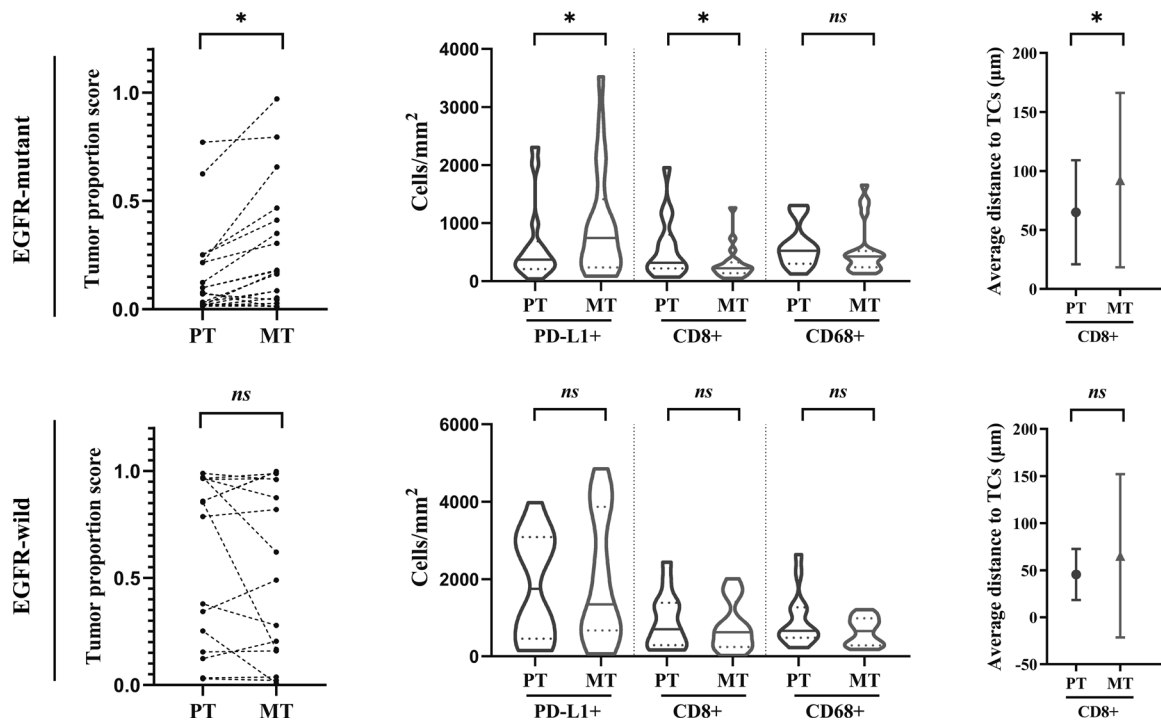 EGFR-mutant
Tumor proportion score
1.0
0.5
0.0
*
PT MT
Cells/mm²
4000
3000
2000
1000
0
* * ns
PT MT PT MT PT MT
PD-L1+ CD8+ CD68+
Average distance to TCs (μm)
200
150
100
50
0
*
PT MT
CD8+
EGFR-wild
Tumor proportion score
1.0
0.5
0.0
ns
PT MT
Cells/mm²
6000
4000
2000
0
ns ns ns
PT MT PT MT PT MT
PD-L1+ CD8+ CD68+
Average distance to TCs (μm)
200
150
100
50
0
-50
ns
PT MT
CD8+